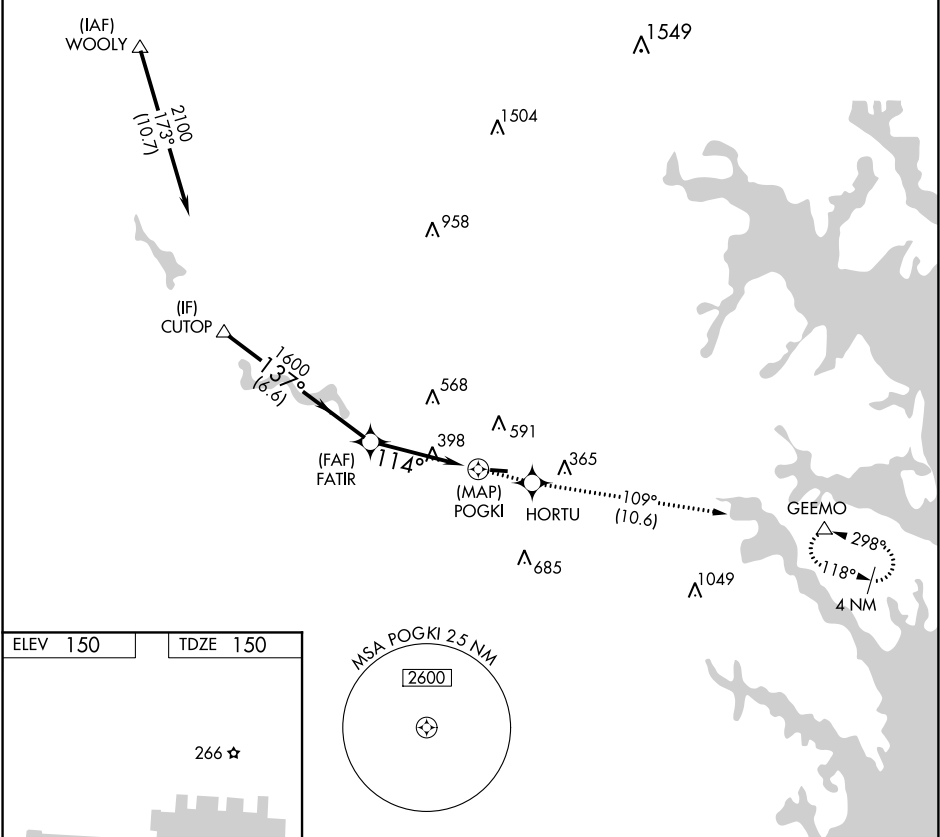 (IAF)
WOOLY
1549
2100
173°
(10.7)
1504
958
(IF)
CUTOP
1600
137°
(6.6)
568
591
398
(FAF)
FATIR
114°
365
(MAP)
POGKI
HORTU
109°
(10.6)
GEEMO
298°
118°
4 NM
685
1049
ELEV 150
TDZE 150
MSA POGKI 25 NM
2600
266